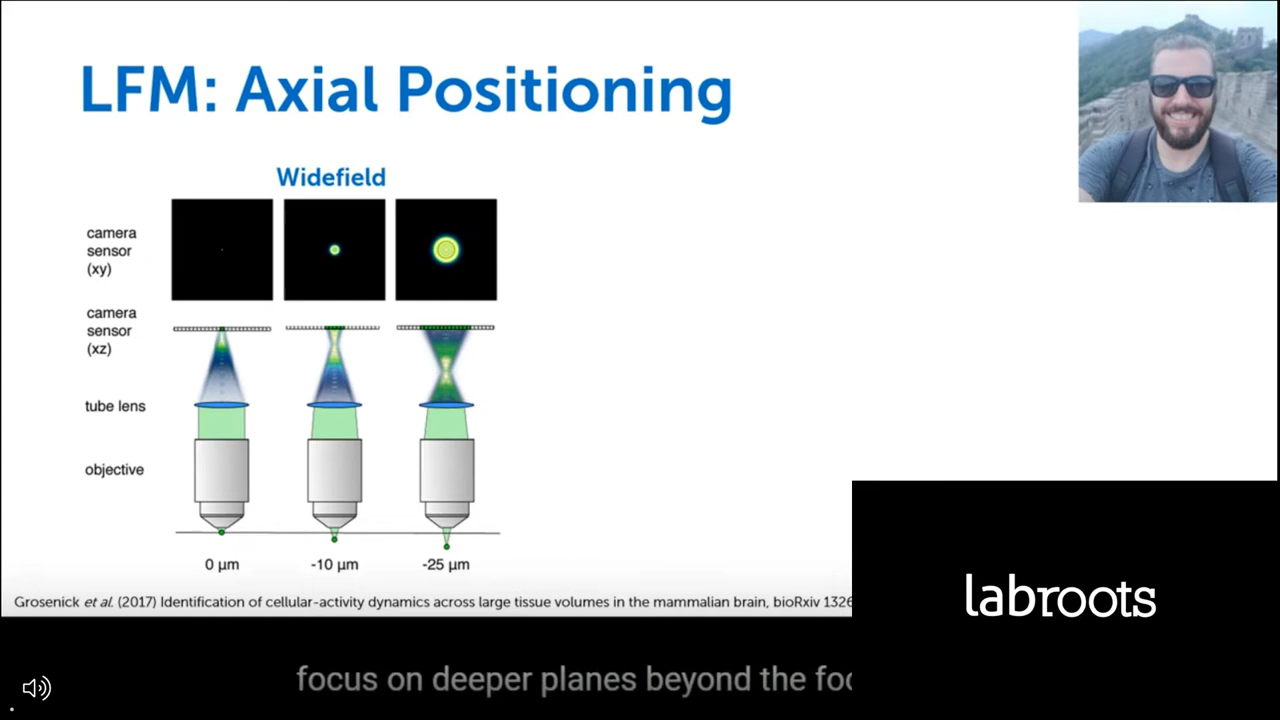 LFM: Axial Positioning
Widefield
camera
sensor
(xy)
camera
sensor
(xz)
tube lens
objective
0 μm
-10 μm
-25 μm
Grosenick et al. (2017) Identification of cellular-activity dynamics across large tissue volumes in the mammalian brain, bioRxiv 1326
labroots
focus on deeper planes beyond the